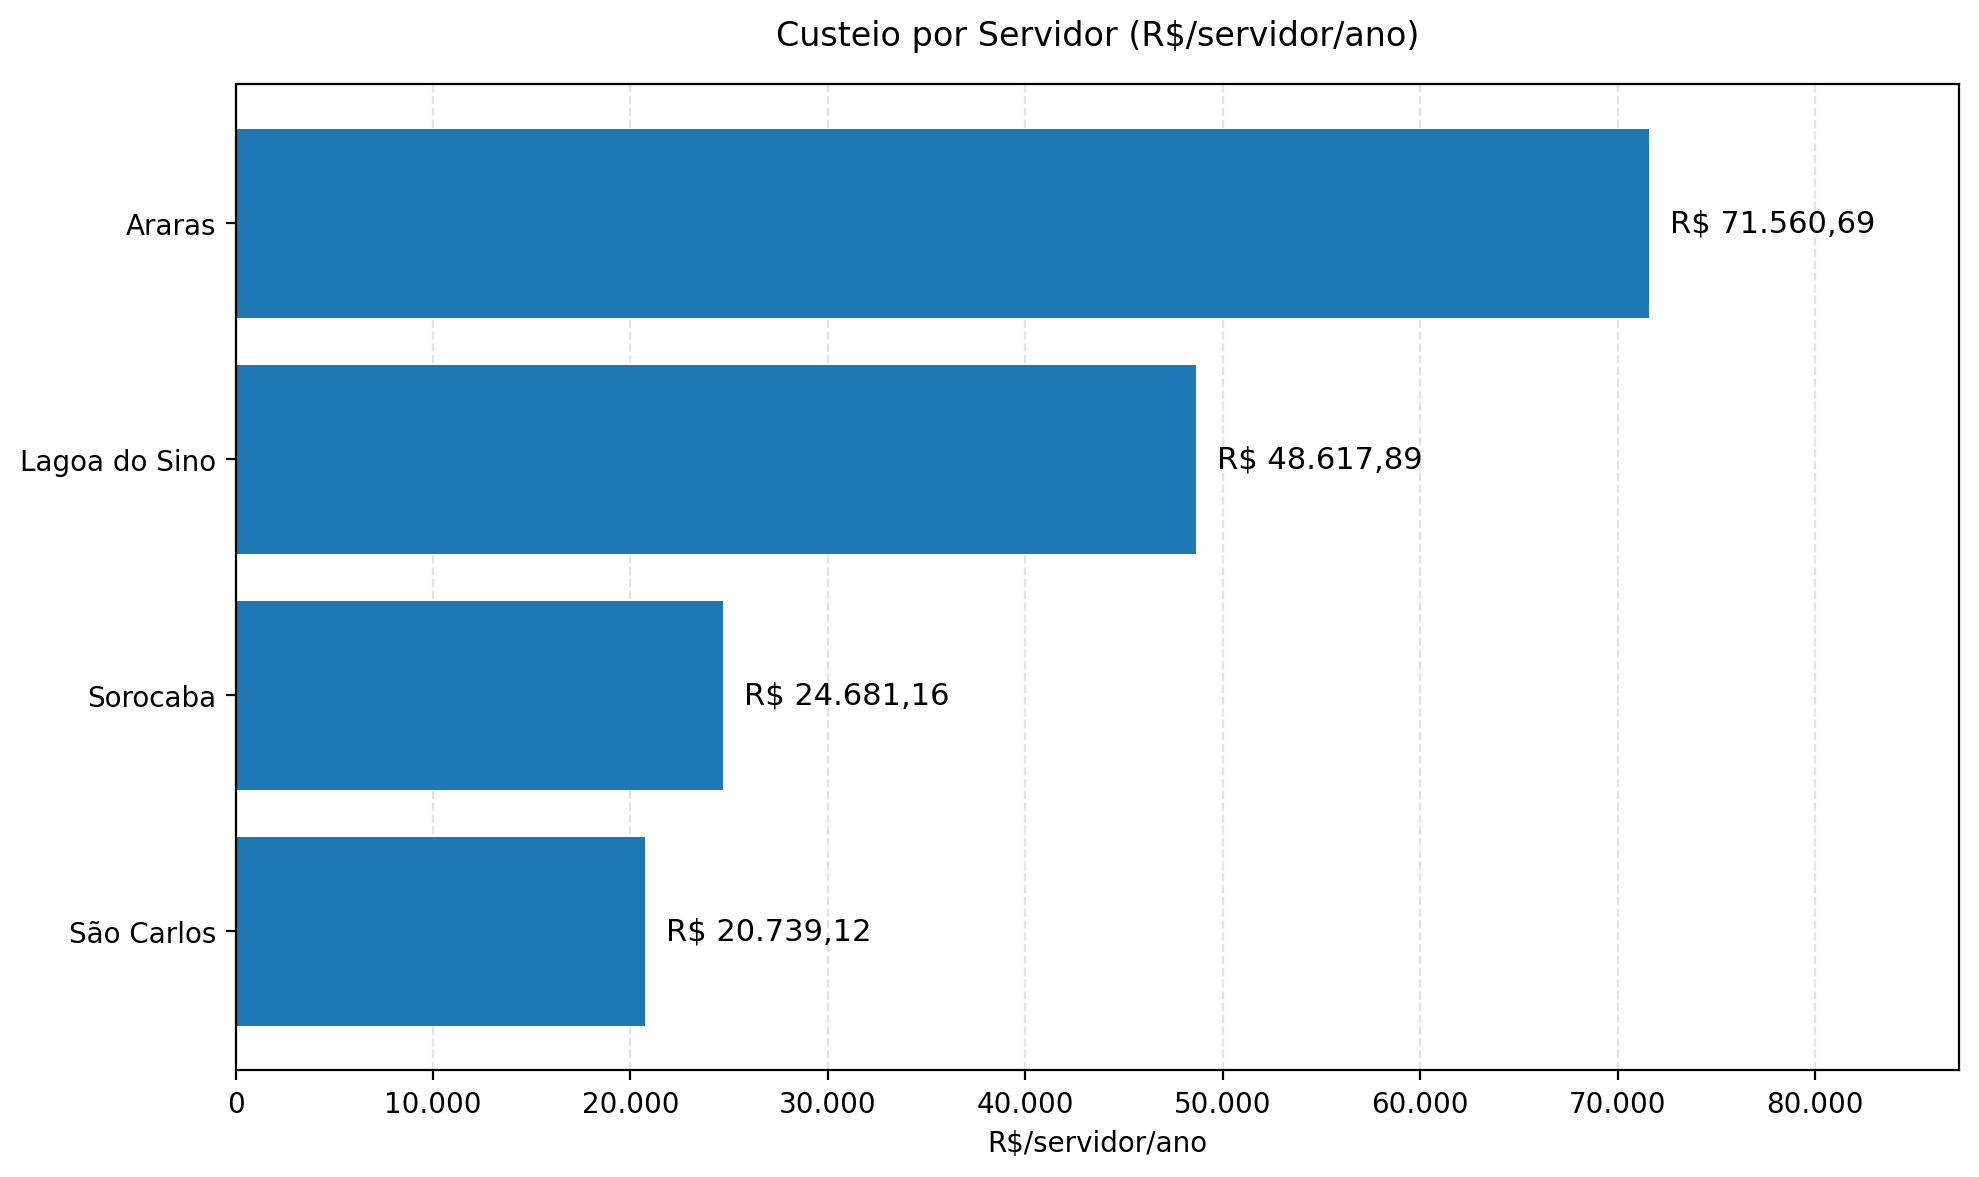 Custeio por Servidor (R$/servidor/ano)
Araras
R$ 71.560,69
Lagoa do Sino
R$ 48.617,89
Sorocaba
R$ 24.681,16
São Carlos
R$ 20.739,12
0 10.000 20.000 30.000 40.000 50.000 60.000 70.000 80.000
R$/servidor/ano